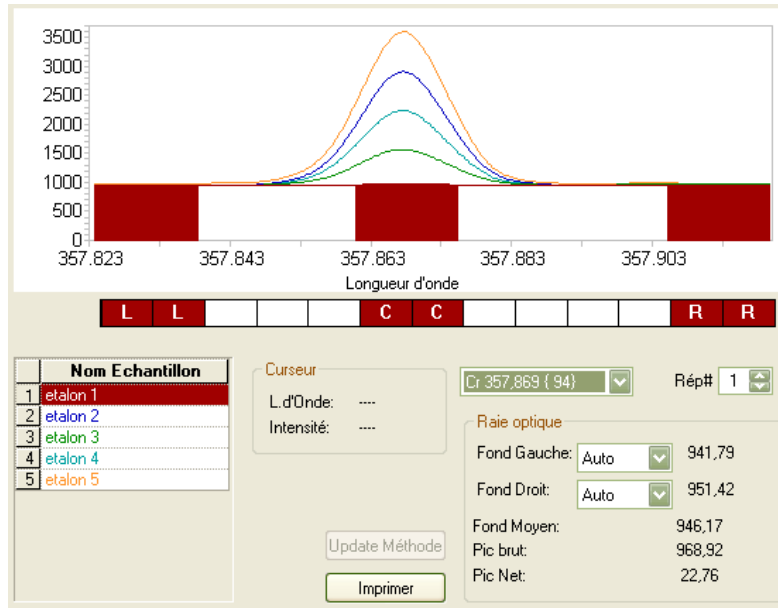 3500
3000
2500
2000
1500
1000
500
0
357.823 357.843 357.863 357.883 357.903
Longueur d'onde
L L C C R R
Nom Echantillon
1 etalon 1
2 etalon 2
3 etalon 3
4 etalon 4
5 etalon 5
Curseur
L.d'Onde: ----
Intensité: ----
Update Méthode
Imprimer
Cr 357,869 { 94} Rép# 1
Raie optique
Fond Gauche: Auto 941,79
Fond Droit: Auto 951,42
Fond Moyen: 946,17
Pic brut: 968,92
Pic Net: 22,76